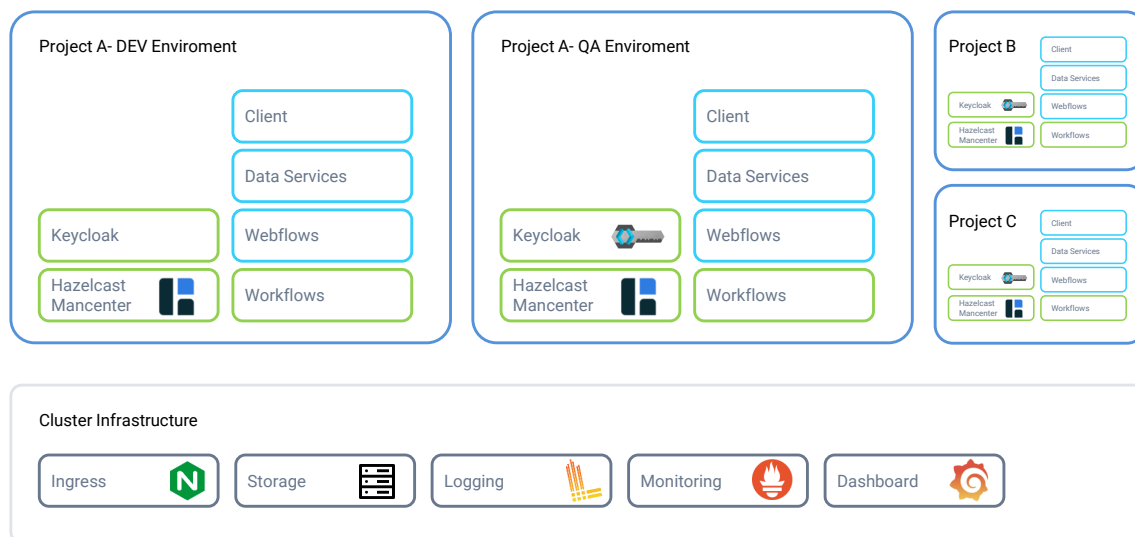 Project A- DEV Enviroment
Client
Data Services
Keycloak
Webflows
Hazelcast
Mancenter
Workflows
Project A- QA Enviroment
Client
Data Services
Keycloak
Webflows
Hazelcast
Mancenter
Workflows
Project B
Client
Data Services
Keycloak
Webflows
Hazelcast
Mancenter
Workflows
Project C
Client
Data Services
Keycloak
Webflows
Hazelcast
Mancenter
Workflows
Cluster Infrastructure
Ingress
N
Storage
Logging
Monitoring
Dashboard